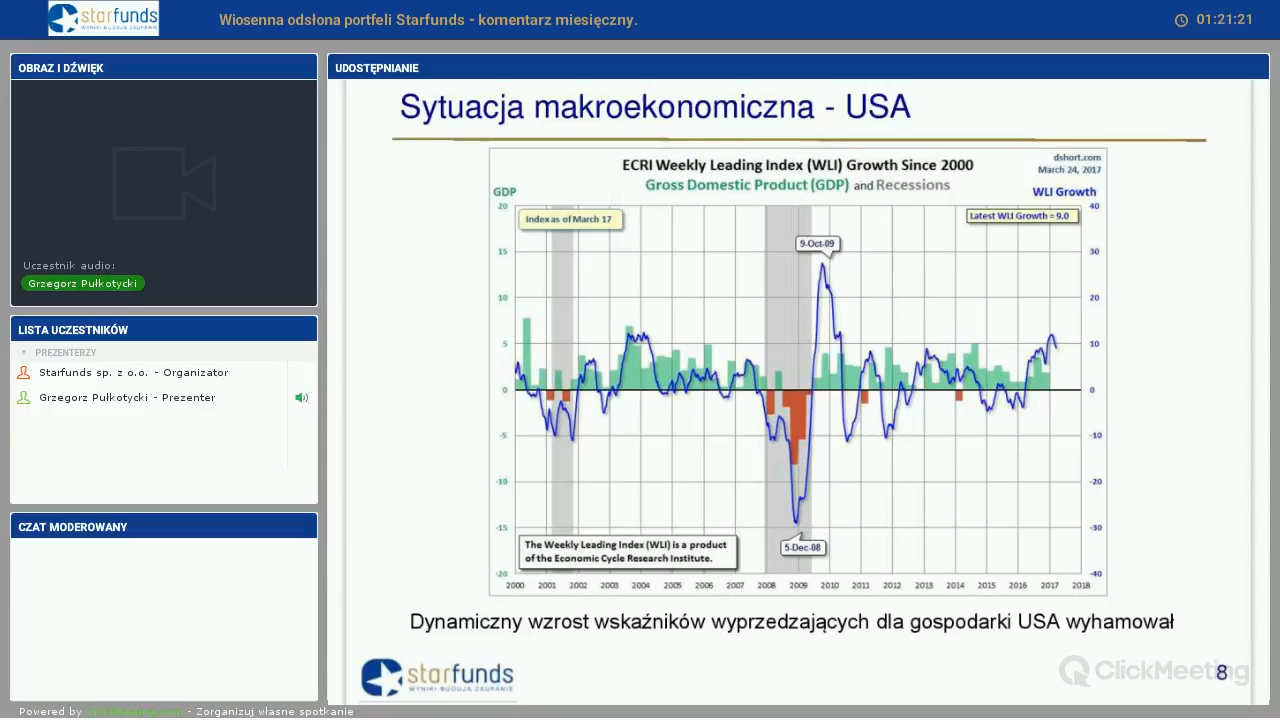 starfunds
WYNIKI BUDUJĄ ZAUFANIE
Wiosenna odsłona portfeli Starfunds - komentarz miesięczny.
01:21:21
OBRAZ I DŹWIĘK
Uczestnik audio:
Grzegorz Pułkotycki
LISTA UCZESTNIKÓW
PREZENTERZY
Starfunds sp. z o.o. - Organizator
Grzegorz Pułkotycki - Prezenter
CZAT MODEROWANY
UDOSTĘPNIANIE
Sytuacja makroekonomiczna - USA
ECRI Weekly Leading Index (WLI) Growth Since 2000
Gross Domestic Product (GDP) and Recessions
dshort.com
March 24, 2017
GDP
WLI Growth
20
15
10
5
0
-5
-10
-15
-20
40
30
20
10
0
-10
-20
-30
-40
Index as of March 17
Latest WLI Growth = 9.0
9-Oct-09
5-Dec-08
The Weekly Leading Index (WLI) is a product
of the Economic Cycle Research Institute.
2000 2001 2002 2003 2004 2005 2006 2007 2008 2009 2010 2011 2012 2013 2014 2015 2016 2017 2018
Dynamiczny wzrost wskaźników wyprzedzających dla gospodarki USA wyhamował
starfunds
WYNIKI BUDUJĄ ZAUFANIE
ClickMeeting
8
Powered by ClickMeeting.com - Zorganizuj własne spotkanie